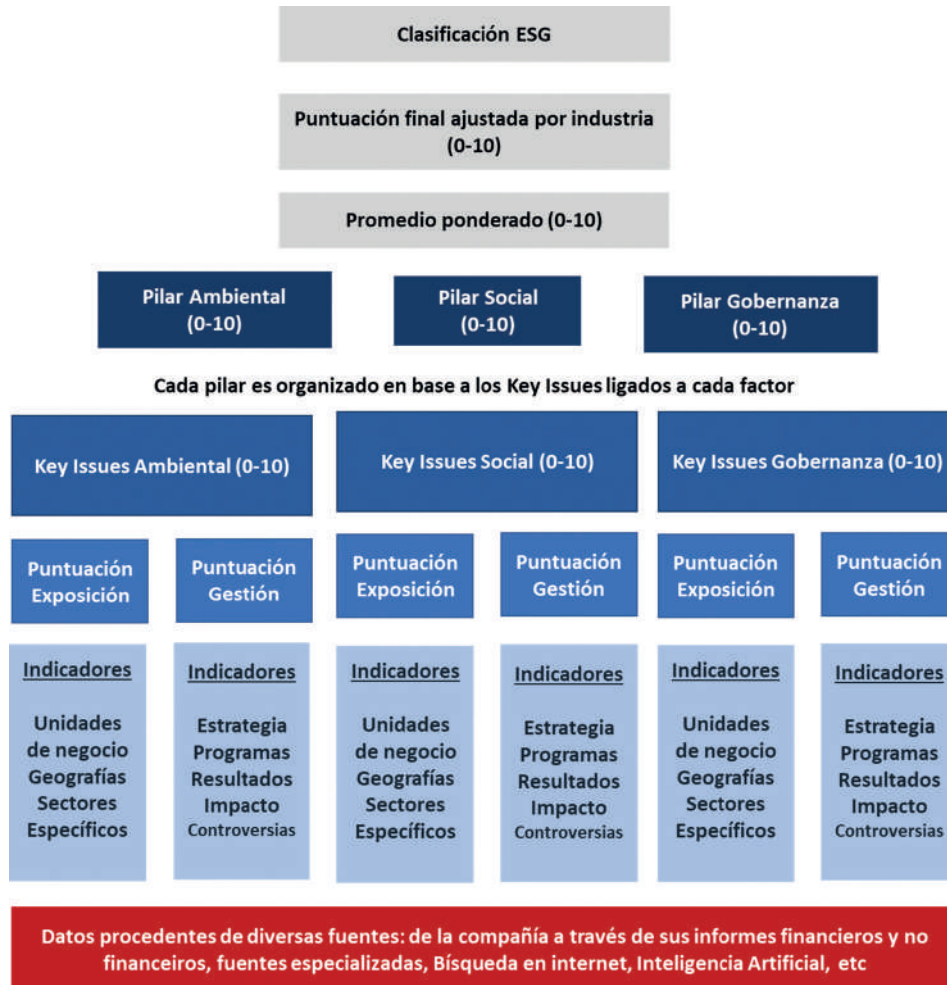 Clasificación ESG
Puntuación final ajustada por industria
(0-10)
Promedio ponderado (0-10)
Pilar Ambiental
(0-10)
Pilar Social
(0-10)
Pilar Gobernanza
(0-10)
Cada pilar es organizado en base a los Key Issues ligados a cada factor
Key Issues Ambiental (0-10)
Key Issues Social (0-10)
Key Issues Gobernanza (0-10)
Puntuación
Exposición
Puntuación
Gestión
Puntuación
Exposición
Puntuación
Gestión
Puntuación
Exposición
Puntuación
Gestión
Indicadores
Unidades
de negocio
Geografías
Sectores
Específicos
Indicadores
Estrategia
Programas
Resultados
Impacto
Controversias
Indicadores
Unidades
de negocio
Geografías
Sectores
Específicos
Indicadores
Estrategia
Programas
Resultados
Impacto
Controversias
Indicadores
Unidades
de negocio
Geografías
Sectores
Específicos
Indicadores
Estrategia
Programas
Resultados
Impacto
Controversias
Datos procedentes de diversas fuentes: de la compañía a través de sus informes financieros y no
financeiros, fuentes especializadas, Bísqueda en internet, Inteligencia Artificial, etc